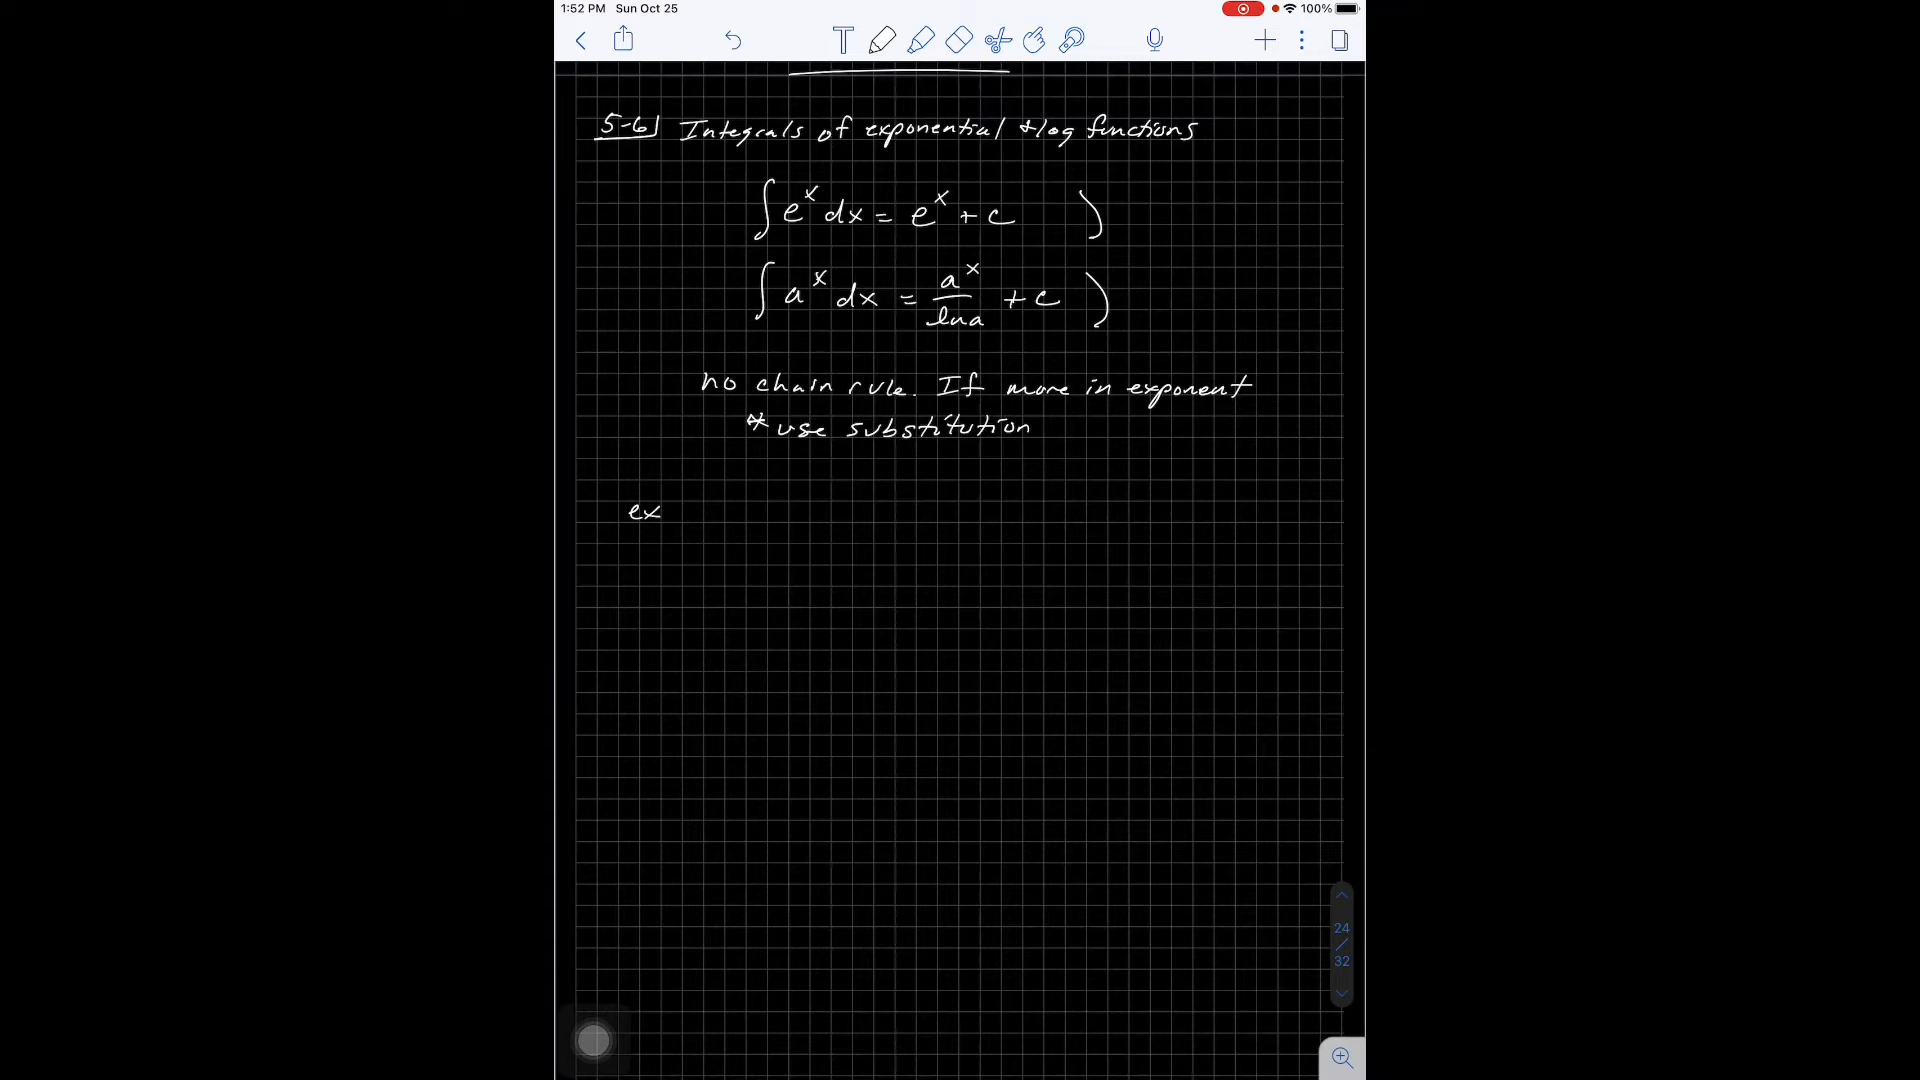 1:52 PM Sun Oct 25 100%
5-6 Integrals of exponential + log functions
∫ e^x dx = e^x + c )
∫ a^x dx = a^x / ln a + c )
no chain rule. If more in exponent
* use substitution
ex
24
/
32